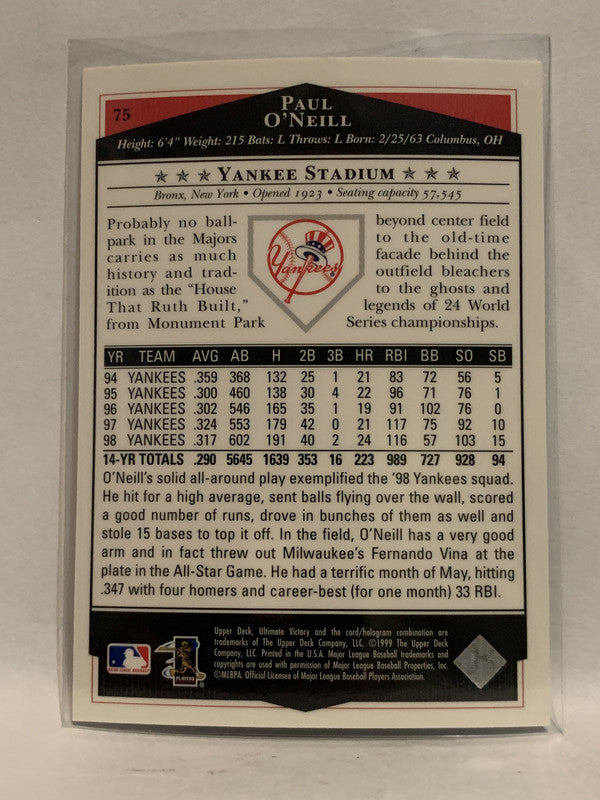 75
PAUL
O'NEILL
Height: 6'4" Weight: 215 Bats: L Throws: L Born: 2/25/63 Columbus, OH
★ ★ ★ YANKEE STADIUM ★ ★ ★
Bronx, New York • Opened 1923 • Seating capacity 57,545
Probably no ball-
park in the Majors
carries as much
history and trad-
ition as the "House
That Ruth Built,"
from Monument Park
Yankees
beyond center field
to the old-time
facade behind the
outfield bleachers
to the ghosts and
legends of 24 World
Series championships.
YR TEAM AVG AB H 2B 3B HR RBI BB SO SB
94 YANKEES .359 368 132 25 1 21 83 72 56 5
95 YANKEES .300 460 138 30 4 22 96 71 76 1
96 YANKEES .302 546 165 35 1 19 91 102 76 0
97 YANKEES .324 553 179 42 0 21 117 75 92 10
98 YANKEES .317 602 191 40 2 24 116 57 103 15
14-YR TOTALS .290 5645 1639 353 16 223 989 727 928 94
O'Neill's solid all-around play exemplified the '98 Yankees squad.
He hit for a high average, sent balls flying over the wall, scored
a good number of runs, drove in bunches of them as well and
stole 15 bases to top it off. In the field, O'Neill has a very good
arm and in fact threw out Milwaukee's Fernando Vina at the
plate in the All-Star Game. He had a terrific month of May, hitting
.347 with four homers and career-best (for one month) 33 RBI.
Upper Deck, Ultimate Victory and the card/hologram combination are
trademarks of The Upper Deck Company, LLC. ©1999 The Upper Deck
Company, LLC. Printed in the U.S.A. Major League Baseball trademarks and
copyrights are used with permission of Major League Baseball Properties, Inc.
©MLBPA. Official Licensee of Major League Baseball Players Association.
PLAYERS